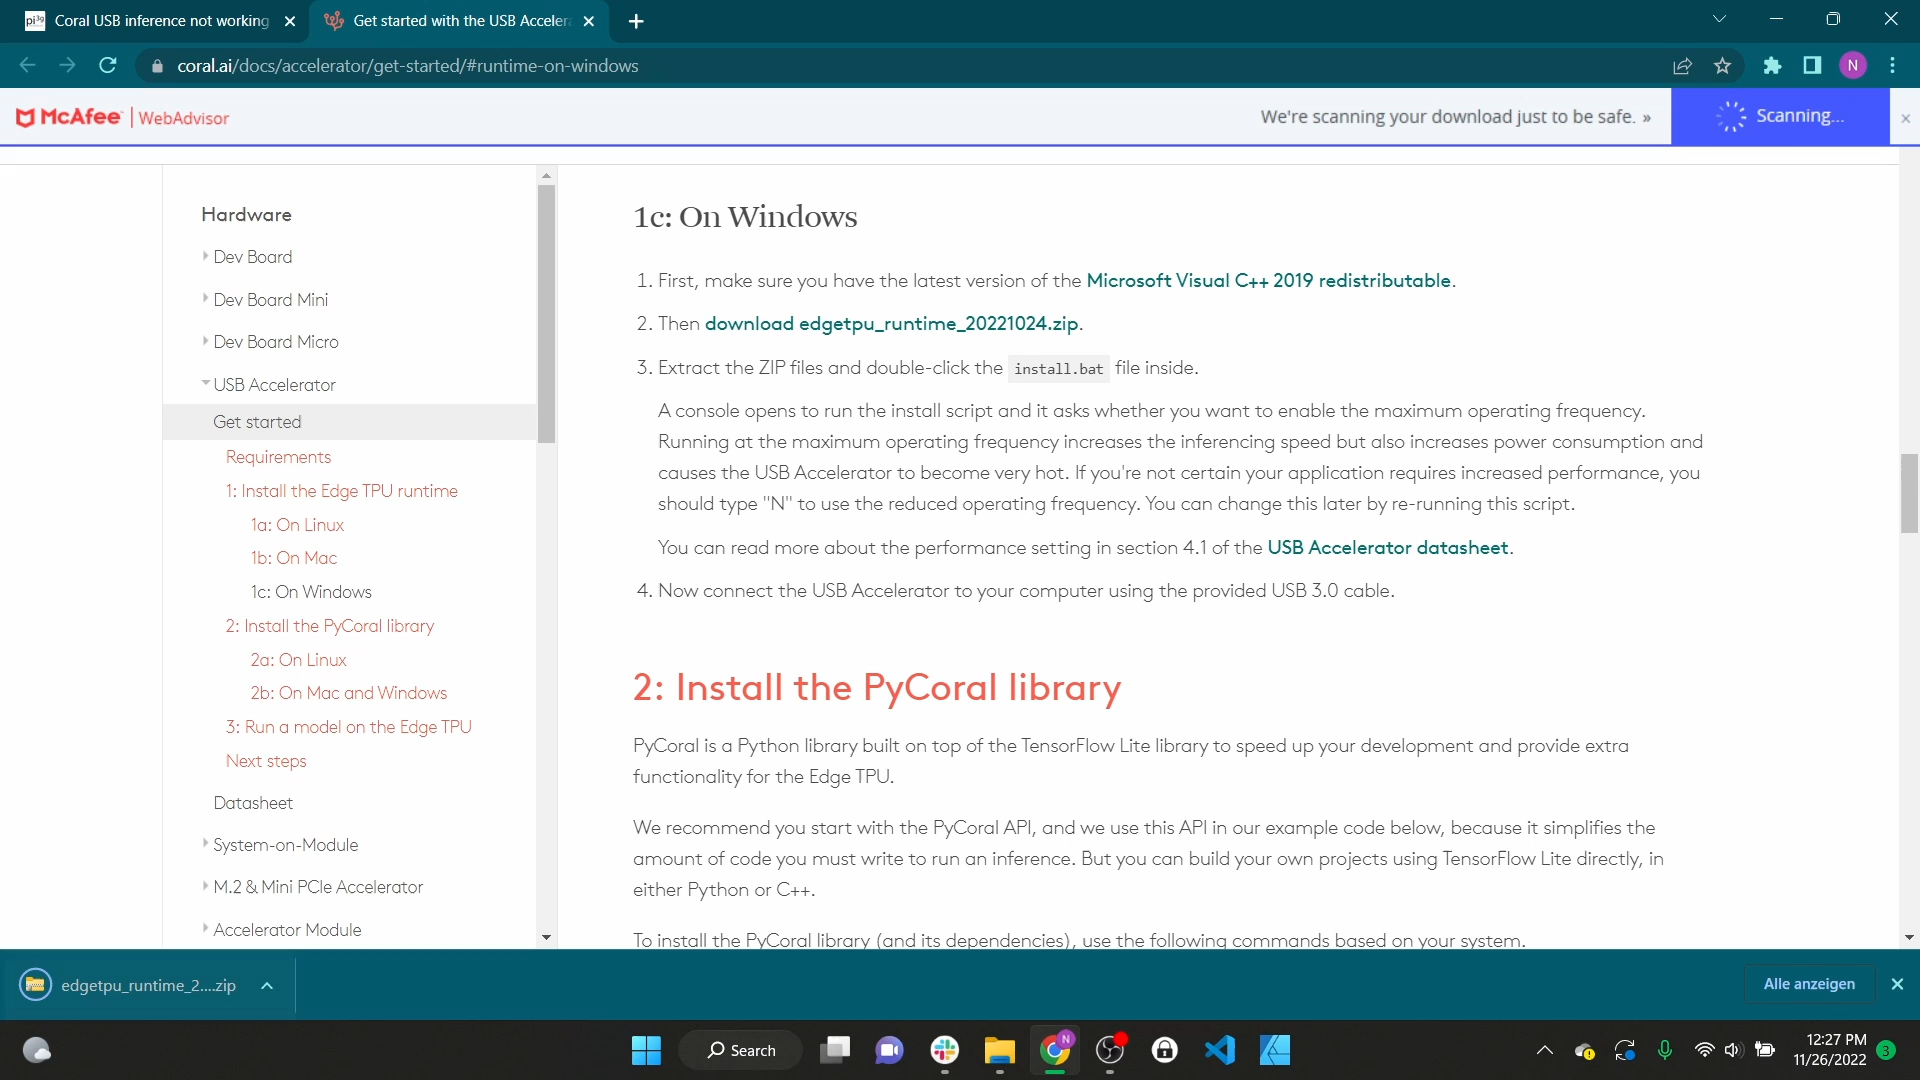 pi3g
Coral USB inference not working
Get started with the USB Acceler
coral.ai/docs/accelerator/get-started/#runtime-on-windows
N
McAfee | WebAdvisor
We're scanning your download just to be safe. »
Scanning...
Hardware
Dev Board
Dev Board Mini
Dev Board Micro
USB Accelerator
Get started
Requirements
1: Install the Edge TPU runtime
1a: On Linux
1b: On Mac
1c: On Windows
2: Install the PyCoral library
2a: On Linux
2b: On Mac and Windows
3: Run a model on the Edge TPU
Next steps
Datasheet
System-on-Module
M.2 & Mini PCIe Accelerator
Accelerator Module
1c: On Windows
1. First, make sure you have the latest version of the Microsoft Visual C++ 2019 redistributable.
2. Then download edgetpu_runtime_20221024.zip.
3. Extract the ZIP files and double-click the install.bat file inside.
A console opens to run the install script and it asks whether you want to enable the maximum operating frequency.
Running at the maximum operating frequency increases the inferencing speed but also increases power consumption and
causes the USB Accelerator to become very hot. If you're not certain your application requires increased performance, you
should type "N" to use the reduced operating frequency. You can change this later by re-running this script.
You can read more about the performance setting in section 4.1 of the USB Accelerator datasheet.
4. Now connect the USB Accelerator to your computer using the provided USB 3.0 cable.
2: Install the PyCoral library
PyCoral is a Python library built on top of the TensorFlow Lite library to speed up your development and provide extra
functionality for the Edge TPU.
We recommend you start with the PyCoral API, and we use this API in our example code below, because it simplifies the
amount of code you must write to run an inference. But you can build your own projects using TensorFlow Lite directly, in
either Python or C++.
To install the PyCoral library (and its dependencies), use the following commands based on your system.
edgetpu_runtime_2....zip
Alle anzeigen
Search
N
12:27 PM
11/26/2022
3